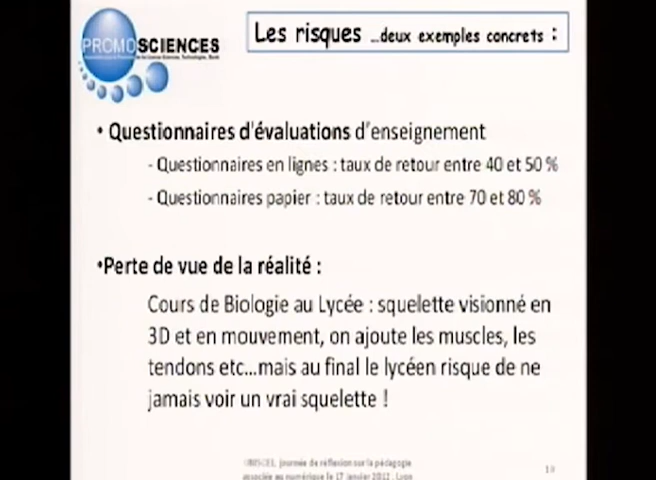 PROMOSCIENCES
Les risques ...deux exemples concrets :
• Questionnaires d'évaluations d'enseignement
- Questionnaires en lignes : taux de retour entre 40 et 50 %
- Questionnaires papier : taux de retour entre 70 et 80 %
•Perte de vue de la réalité :
Cours de Biologie au Lycée : squelette visionné en
3D et en mouvement, on ajoute les muscles, les
tendons etc...mais au final le lycéen risque de ne
jamais voir un vrai squelette !
journée de réflexion sur la pédagogie
associée au numérique le 17 janvier 2012 , Lyon